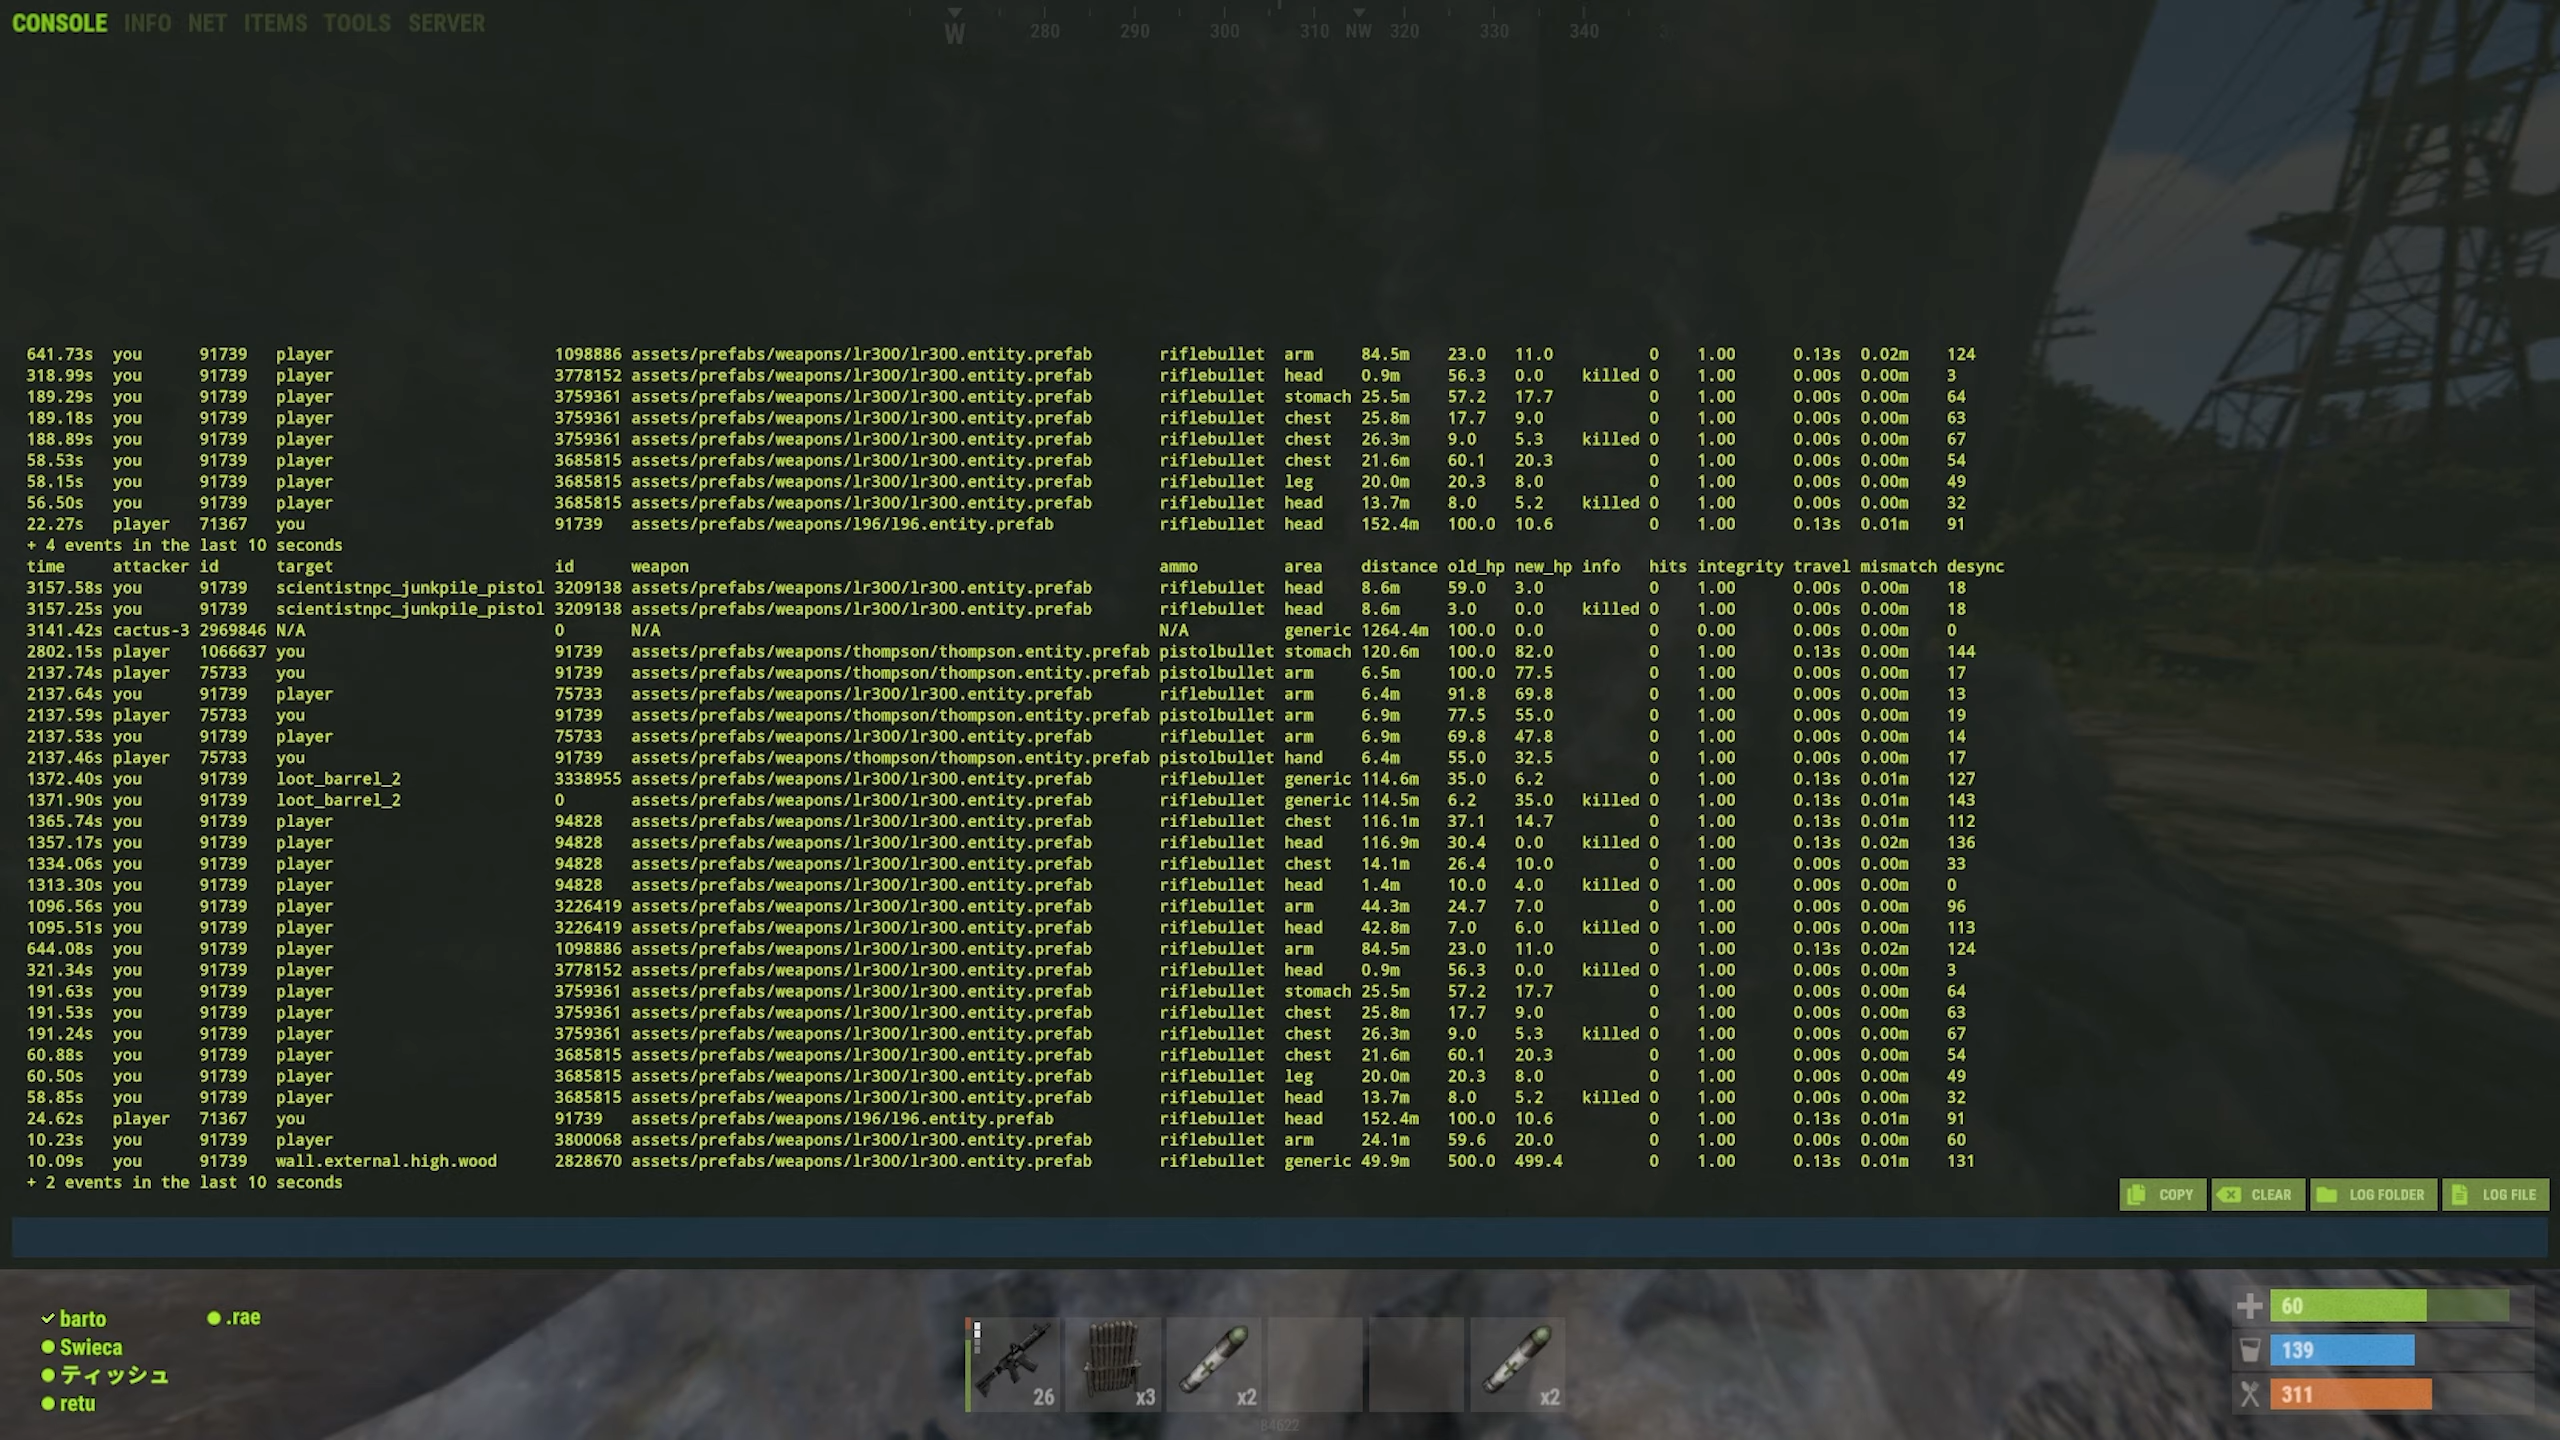 CONSOLE INFO NET ITEMS TOOLS SERVER
W 280 290 300 310 NW 320 330 340
641.73s you 91739 player 1098886 assets/prefabs/weapons/lr300/lr300.entity.prefab riflebullet arm 84.5m 23.0 11.0 0 1.00 0.13s 0.02m 124
318.99s you 91739 player 3778152 assets/prefabs/weapons/lr300/lr300.entity.prefab riflebullet head 0.9m 56.3 0.0 killed 0 1.00 0.00s 0.00m 3
189.29s you 91739 player 3759361 assets/prefabs/weapons/lr300/lr300.entity.prefab riflebullet stomach 25.5m 57.2 17.7 0 1.00 0.00s 0.00m 64
189.18s you 91739 player 3759361 assets/prefabs/weapons/lr300/lr300.entity.prefab riflebullet chest 25.8m 17.7 9.0 0 1.00 0.00s 0.00m 63
188.89s you 91739 player 3759361 assets/prefabs/weapons/lr300/lr300.entity.prefab riflebullet chest 26.3m 9.0 5.3 killed 0 1.00 0.00s 0.00m 67
58.53s you 91739 player 3685815 assets/prefabs/weapons/lr300/lr300.entity.prefab riflebullet chest 21.6m 60.1 20.3 0 1.00 0.00s 0.00m 54
58.15s you 91739 player 3685815 assets/prefabs/weapons/lr300/lr300.entity.prefab riflebullet leg 20.0m 20.3 8.0 0 1.00 0.00s 0.00m 49
56.50s you 91739 player 3685815 assets/prefabs/weapons/lr300/lr300.entity.prefab riflebullet head 13.7m 8.0 5.2 killed 0 1.00 0.00s 0.00m 32
22.27s player 71367 you 91739 assets/prefabs/weapons/l96/l96.entity.prefab riflebullet head 152.4m 100.0 10.6 0 1.00 0.13s 0.01m 91
+ 4 events in the last 10 seconds
time attacker id target id weapon ammo area distance old_hp new_hp info hits integrity travel mismatch desync
3157.58s you 91739 scientistnpc_junkpile_pistol 3209138 assets/prefabs/weapons/lr300/lr300.entity.prefab riflebullet head 8.6m 59.0 3.0 0 1.00 0.00s 0.00m 18
3157.25s you 91739 scientistnpc_junkpile_pistol 3209138 assets/prefabs/weapons/lr300/lr300.entity.prefab riflebullet head 8.6m 3.0 0.0 killed 0 1.00 0.00s 0.00m 18
3141.42s cactus-3 2969846 N/A 0 N/A N/A generic 1264.4m 100.0 0.0 0 0.00 0.00s 0.00m 0
2802.15s player 1066637 you 91739 assets/prefabs/weapons/thompson/thompson.entity.prefab pistolbullet stomach 120.6m 100.0 82.0 0 1.00 0.13s 0.00m 144
2137.74s player 75733 you 91739 assets/prefabs/weapons/thompson/thompson.entity.prefab pistolbullet arm 6.5m 100.0 77.5 0 1.00 0.00s 0.00m 17
2137.64s you 91739 player 75733 assets/prefabs/weapons/lr300/lr300.entity.prefab riflebullet arm 6.4m 91.8 69.8 0 1.00 0.00s 0.00m 13
2137.59s player 75733 you 91739 assets/prefabs/weapons/thompson/thompson.entity.prefab pistolbullet arm 6.9m 77.5 55.0 0 1.00 0.00s 0.00m 19
2137.53s you 91739 player 75733 assets/prefabs/weapons/lr300/lr300.entity.prefab riflebullet arm 6.9m 69.8 47.8 0 1.00 0.00s 0.00m 14
2137.46s player 75733 you 91739 assets/prefabs/weapons/thompson/thompson.entity.prefab pistolbullet hand 6.4m 55.0 32.5 0 1.00 0.00s 0.00m 17
1372.40s you 91739 loot_barrel_2 3338955 assets/prefabs/weapons/lr300/lr300.entity.prefab riflebullet generic 114.6m 35.0 6.2 0 1.00 0.13s 0.01m 127
1371.90s you 91739 loot_barrel_2 0 assets/prefabs/weapons/lr300/lr300.entity.prefab riflebullet generic 114.5m 6.2 35.0 killed 0 1.00 0.13s 0.01m 143
1365.74s you 91739 player 94828 assets/prefabs/weapons/lr300/lr300.entity.prefab riflebullet chest 116.1m 37.1 14.7 0 1.00 0.13s 0.01m 112
1357.17s you 91739 player 94828 assets/prefabs/weapons/lr300/lr300.entity.prefab riflebullet head 116.9m 30.4 0.0 killed 0 1.00 0.13s 0.02m 136
1334.06s you 91739 player 94828 assets/prefabs/weapons/lr300/lr300.entity.prefab riflebullet chest 14.1m 26.4 10.0 0 1.00 0.00s 0.00m 33
1313.30s you 91739 player 94828 assets/prefabs/weapons/lr300/lr300.entity.prefab riflebullet head 1.4m 10.0 4.0 killed 0 1.00 0.00s 0.00m 0
1096.56s you 91739 player 3226419 assets/prefabs/weapons/lr300/lr300.entity.prefab riflebullet arm 44.3m 24.7 7.0 0 1.00 0.00s 0.00m 96
1095.51s you 91739 player 3226419 assets/prefabs/weapons/lr300/lr300.entity.prefab riflebullet head 42.8m 7.0 6.0 killed 0 1.00 0.00s 0.00m 113
644.08s you 91739 player 1098886 assets/prefabs/weapons/lr300/lr300.entity.prefab riflebullet arm 84.5m 23.0 11.0 0 1.00 0.13s 0.02m 124
321.34s you 91739 player 3778152 assets/prefabs/weapons/lr300/lr300.entity.prefab riflebullet head 0.9m 56.3 0.0 killed 0 1.00 0.00s 0.00m 3
191.63s you 91739 player 3759361 assets/prefabs/weapons/lr300/lr300.entity.prefab riflebullet stomach 25.5m 57.2 17.7 0 1.00 0.00s 0.00m 64
191.53s you 91739 player 3759361 assets/prefabs/weapons/lr300/lr300.entity.prefab riflebullet chest 25.8m 17.7 9.0 0 1.00 0.00s 0.00m 63
191.24s you 91739 player 3759361 assets/prefabs/weapons/lr300/lr300.entity.prefab riflebullet chest 26.3m 9.0 5.3 killed 0 1.00 0.00s 0.00m 67
60.88s you 91739 player 3685815 assets/prefabs/weapons/lr300/lr300.entity.prefab riflebullet chest 21.6m 60.1 20.3 0 1.00 0.00s 0.00m 54
60.50s you 91739 player 3685815 assets/prefabs/weapons/lr300/lr300.entity.prefab riflebullet leg 20.0m 20.3 8.0 0 1.00 0.00s 0.00m 49
58.85s you 91739 player 3685815 assets/prefabs/weapons/lr300/lr300.entity.prefab riflebullet head 13.7m 8.0 5.2 killed 0 1.00 0.00s 0.00m 32
24.62s player 71367 you 91739 assets/prefabs/weapons/l96/l96.entity.prefab riflebullet head 152.4m 100.0 10.6 0 1.00 0.13s 0.01m 91
10.23s you 91739 player 3800068 assets/prefabs/weapons/lr300/lr300.entity.prefab riflebullet arm 24.1m 59.6 20.0 0 1.00 0.00s 0.00m 60
10.09s you 91739 wall.external.high.wood 2828670 assets/prefabs/weapons/lr300/lr300.entity.prefab riflebullet generic 49.9m 500.0 499.4 0 1.00 0.13s 0.01m 131
+ 2 events in the last 10 seconds
COPY CLEAR LOG FOLDER LOG FILE
barto .rae
Swieca
ティッシュ
retu
26 x3 x2 x2
60
139
311